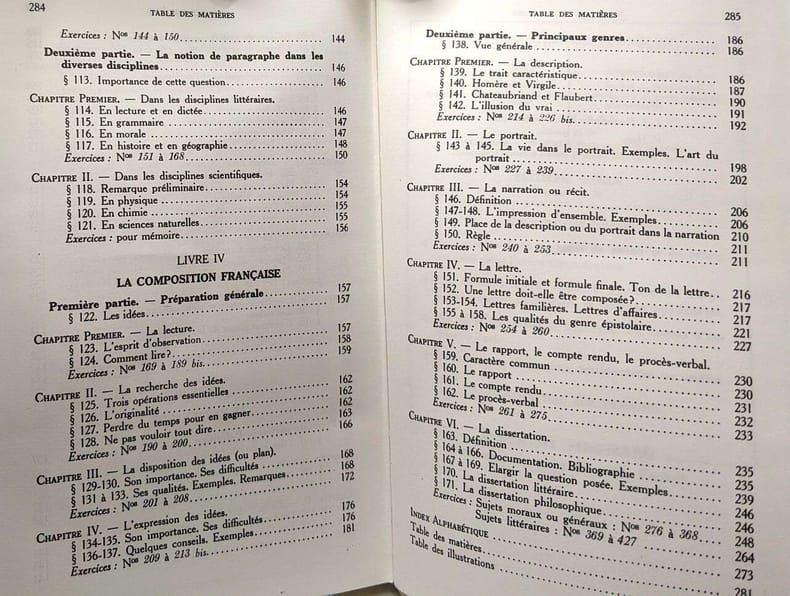 284
TABLE DES MATIÈRES
Exercices : Nos 144 à 150 144
Deuxième partie. — La notion de paragraphe dans les
diverses disciplines 146
§ 113. Importance de cette question 146
CHAPITRE PREMIER. — Dans les disciplines littéraires.
§ 114. En lecture et en dictée 146
§ 115. En grammaire 147
§ 116. En morale 147
§ 117. En histoire et en géographie 148
Exercices : Nos 151 à 168 150
CHAPITRE II. — Dans les disciplines scientifiques.
§ 118. Remarque préliminaire 154
§ 119. En physique 154
§ 120. En chimie 155
§ 121. En sciences naturelles 155
Exercices : pour mémoire 156
LIVRE IV
LA COMPOSITION FRANÇAISE
Première partie. — Préparation générale 157
§ 122. Les idées 157
CHAPITRE PREMIER. — La lecture.
§ 123. L'esprit d'observation 157
§ 124. Comment lire? 158
Exercices : Nos 169 à 189 bis 159
CHAPITRE II. — La recherche des idées.
§ 125. Trois opérations essentielles 162
§ 126. L'originalité 162
§ 127. Perdre du temps pour en gagner 162
§ 128. Ne pas vouloir tout dire 163
Exercices : Nos 190 à 200 166
CHAPITRE III. — La disposition des idées (ou plan).
§ 129-130. Son importance. Ses difficultés 168
§ 131 à 133. Ses qualités. Exemples. Remarques 168
Exercices : Nos 201 à 208 172
CHAPITRE IV. — L'expression des idées.
§ 134-135. Son importance. Ses difficultés 176
§ 136-137. Quelques conseils. Exemples 176
Exercices : Nos 209 à 213 bis 181
TABLE DES MATIÈRES
285
Deuxième partie. — Principaux genres 186
§ 138. Vue générale 186
CHAPITRE PREMIER. — La description.
§ 139. Le trait caractéristique 186
§ 140. Homère et Virgile 187
§ 141. Chateaubriand et Flaubert 190
§ 142. L'illusion du vrai 191
Exercices : Nos 214 à 226 bis 192
CHAPITRE II. — Le portrait.
§ 143 à 145. La vie dans le portrait. Exemples. L'art du
portrait 198
Exercices : Nos 227 à 239 202
CHAPITRE III. — La narration ou récit.
§ 146. Définition 206
§ 147-148. L'impression d'ensemble. Exemples 206
§ 149. Place de la description ou du portrait dans la narration 210
§ 150. Règle 211
Exercices : Nos 240 à 253 211
CHAPITRE IV. — La lettre.
§ 151. Formule initiale et formule finale. Ton de la lettre 216
§ 152. Une lettre doit-elle être composée? 217
§ 153-154. Lettres familières. Lettres d'affaires 217
§ 155 à 158. Les qualités du genre épistolaire 221
Exercices : Nos 254 à 260 227
CHAPITRE V. — Le rapport, le compte rendu, le procès-verbal.
§ 159. Caractère commun 230
§ 160. Le rapport 230
§ 161. Le compte rendu 231
§ 162. Le procès-verbal 232
Exercices : Nos 261 à 275 233
CHAPITRE VI. — La dissertation.
§ 163. Définition 235
§ 164 à 166. Documentation. Bibliographie 235
§ 167 à 169. Elargir la question posée. Exemples 239
§ 170. La dissertation littéraire 246
§ 171. La dissertation philosophique 246
Exercices : Sujets moraux ou généraux : Nos 276 à 368 248
Sujets littéraires : Nos 369 à 427 264
INDEX ALPHABÉTIQUE 273
Table des matières 281
Table des illustrations